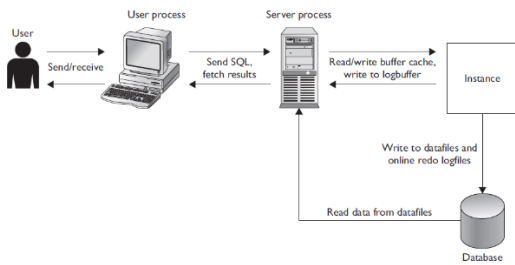 User
User process
Server process
Send/receive
Send SQL,
fetch results
Read/write buffer cache,
write to logbuffer
Instance
Write to datafiles and
online redo logfiles
Read data from datafiles
Database